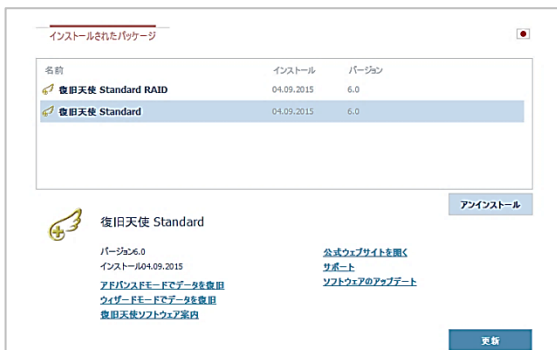 インストールされたパッケージ
名前 インストール バージョン
復旧天使 Standard RAID 04.09.2015 6.0
復旧天使 Standard 04.09.2015 6.0
アンインストール
復旧天使 Standard
バージョン6.0
インストール04.09.2015
アドバンスドモードでデータを復旧
ウィザードモードでデータを復旧
復旧天使ソフトウェア案内
公式ウェブサイトを開く
サポート
ソフトウェアのアップデート
更新